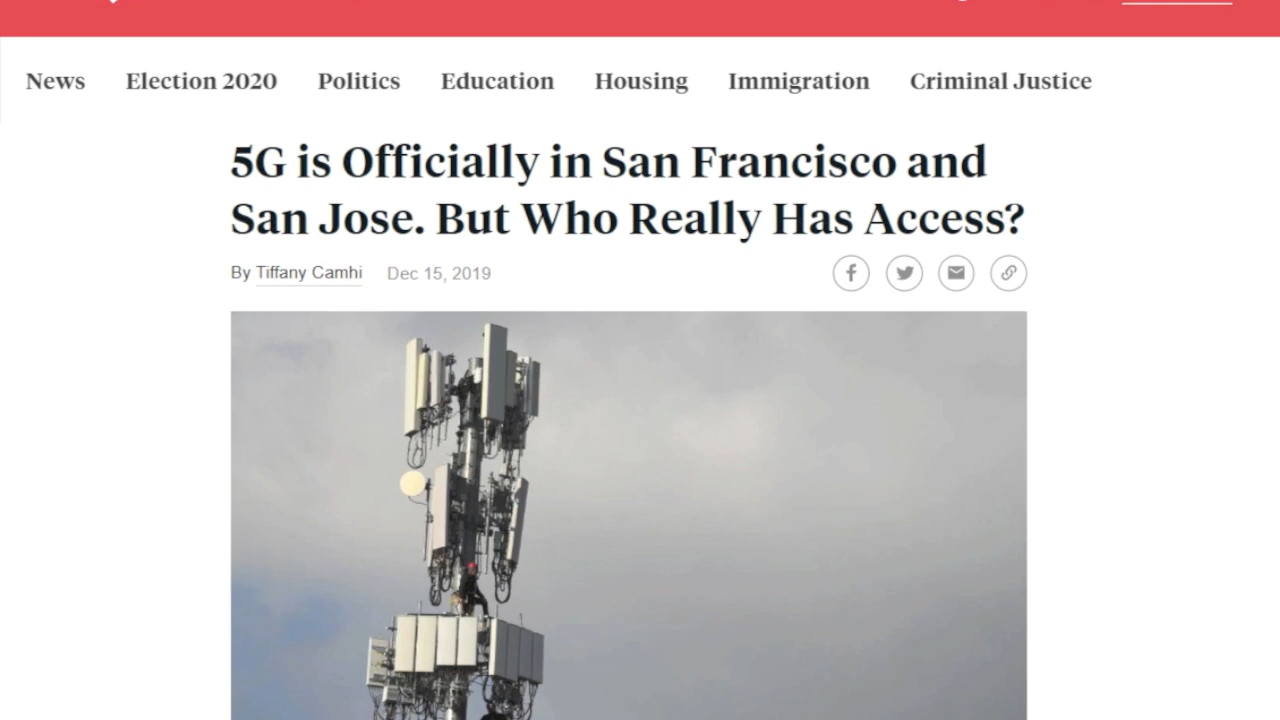 News Election 2020 Politics Education Housing Immigration Criminal Justice
5G is Officially in San Francisco and
San Jose. But Who Really Has Access?
By Tiffany Camhi Dec 15, 2019